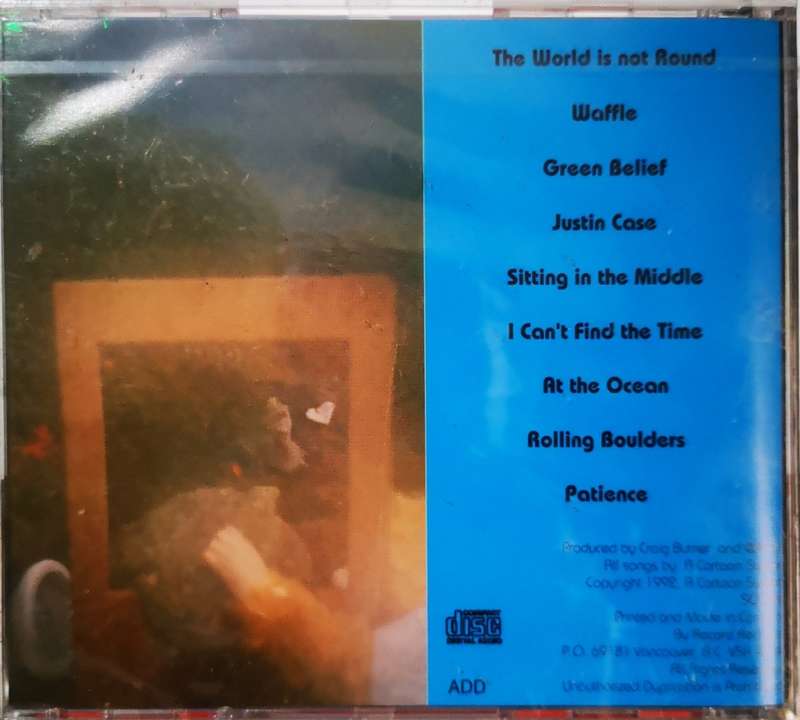 The World is not Round
Waffle
Green Belief
Justin Case
Sitting in the Middle
I Can't Find the Time
At the Ocean
Rolling Boulders
Patience
Produced by Craig and
All songs by A Cartoon
Copyright 1992, A Cartoon
Printed and Made in
By Record
P.O. 69181 Vancouver B.C.
All Rights
Unauthorized is
COMPACT
disc
DIGITAL AUDIO
ADD